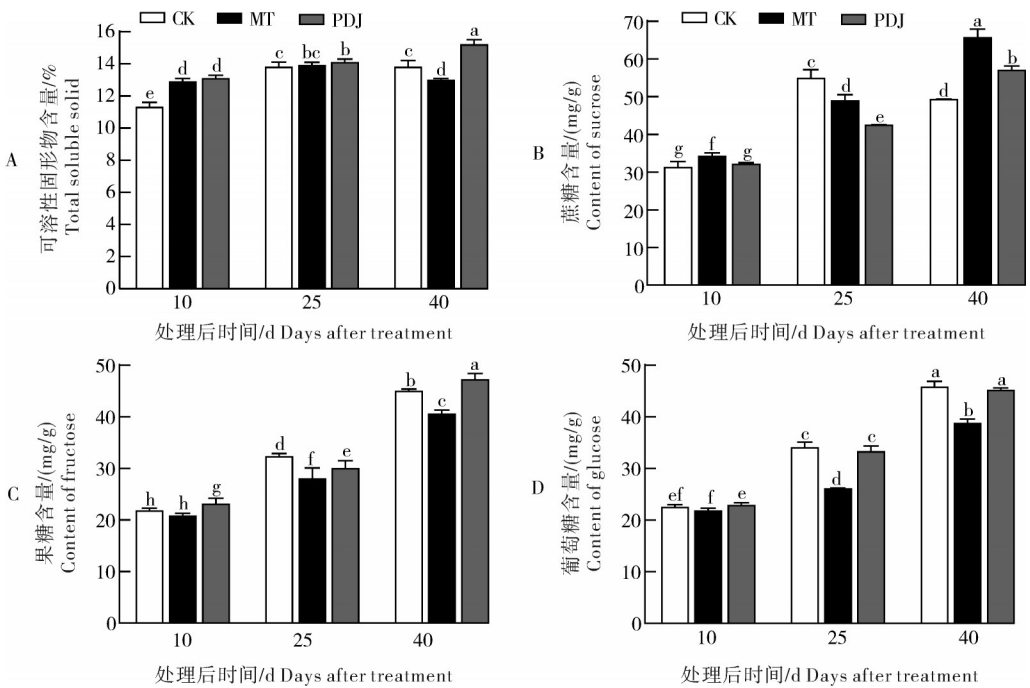 CK MT PDJ
16
14
12
10
8
6
4
2
0
可溶性固形物含量/%
Total soluble solid
A
e d d
c bc b
c d a
10 25 40
处理后时间/d Days after treatment
CK MT PDJ
70
60
50
40
30
20
10
0
蔗糖含量/(mg/g)
Content of sucrose
B
g f g
c d e
d a b
10 25 40
处理后时间/d Days after treatment
50
40
30
20
10
0
果糖含量/(mg/g)
Content of fructose
C
h h g
d f e
b c a
10 25 40
处理后时间/d Days after treatment
50
40
30
20
10
0
葡萄糖含量/(mg/g)
Content of glucose
D
ef f e
c d c
a b a
10 25 40
处理后时间/d Days after treatment